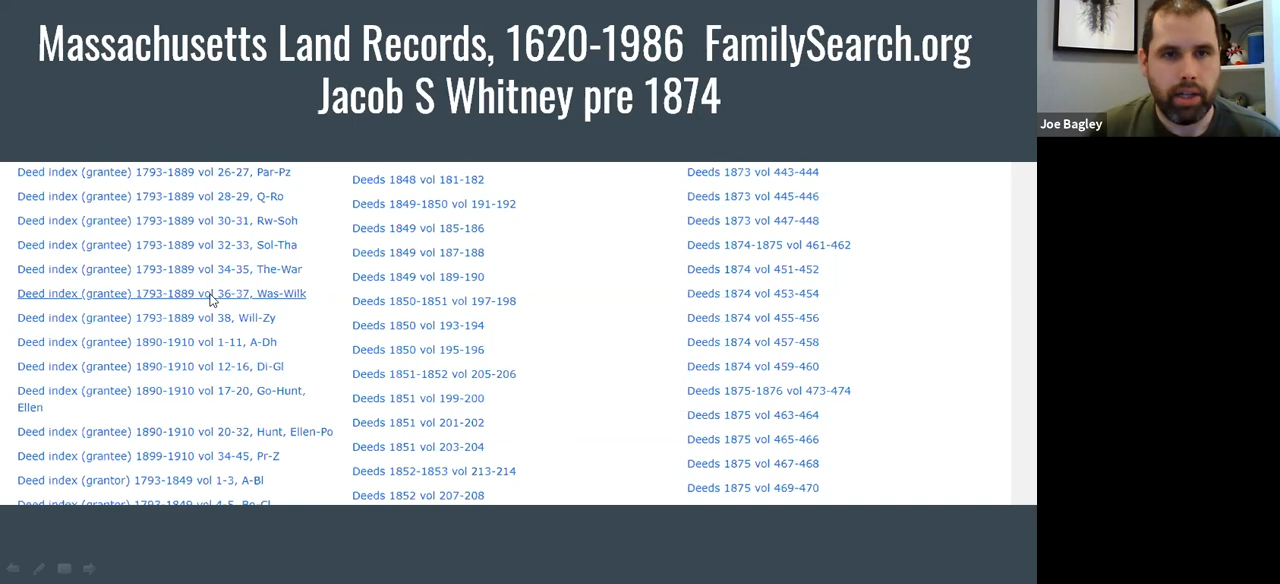 Massachusetts Land Records, 1620-1986 FamilySearch.org
Jacob S Whitney pre 1874
Joe Bagley
Deed index (grantee) 1793-1889 vol 26-27, Par-Pz
Deed index (grantee) 1793-1889 vol 28-29, Q-Ro
Deed index (grantee) 1793-1889 vol 30-31, Rw-Soh
Deed index (grantee) 1793-1889 vol 32-33, Sol-Tha
Deed index (grantee) 1793-1889 vol 34-35, The-War
Deed index (grantee) 1793-1889 vol 36-37, Was-Wilk
Deed index (grantee) 1793-1889 vol 38, Will-Zy
Deed index (grantee) 1890-1910 vol 1-11, A-Dh
Deed index (grantee) 1890-1910 vol 12-16, Di-Gl
Deed index (grantee) 1890-1910 vol 17-20, Go-Hunt,
Ellen
Deed index (grantee) 1890-1910 vol 20-32, Hunt, Ellen-Po
Deed index (grantee) 1899-1910 vol 34-45, Pr-Z
Deed index (grantor) 1793-1849 vol 1-3, A-Bl
Deed index (grantor) 1793-1849 vol 4-5, Bo-Cl
Deeds 1848 vol 181-182
Deeds 1849-1850 vol 191-192
Deeds 1849 vol 185-186
Deeds 1849 vol 187-188
Deeds 1849 vol 189-190
Deeds 1850-1851 vol 197-198
Deeds 1850 vol 193-194
Deeds 1850 vol 195-196
Deeds 1851-1852 vol 205-206
Deeds 1851 vol 199-200
Deeds 1851 vol 201-202
Deeds 1851 vol 203-204
Deeds 1852-1853 vol 213-214
Deeds 1852 vol 207-208
Deeds 1873 vol 443-444
Deeds 1873 vol 445-446
Deeds 1873 vol 447-448
Deeds 1874-1875 vol 461-462
Deeds 1874 vol 451-452
Deeds 1874 vol 453-454
Deeds 1874 vol 455-456
Deeds 1874 vol 457-458
Deeds 1874 vol 459-460
Deeds 1875-1876 vol 473-474
Deeds 1875 vol 463-464
Deeds 1875 vol 465-466
Deeds 1875 vol 467-468
Deeds 1875 vol 469-470